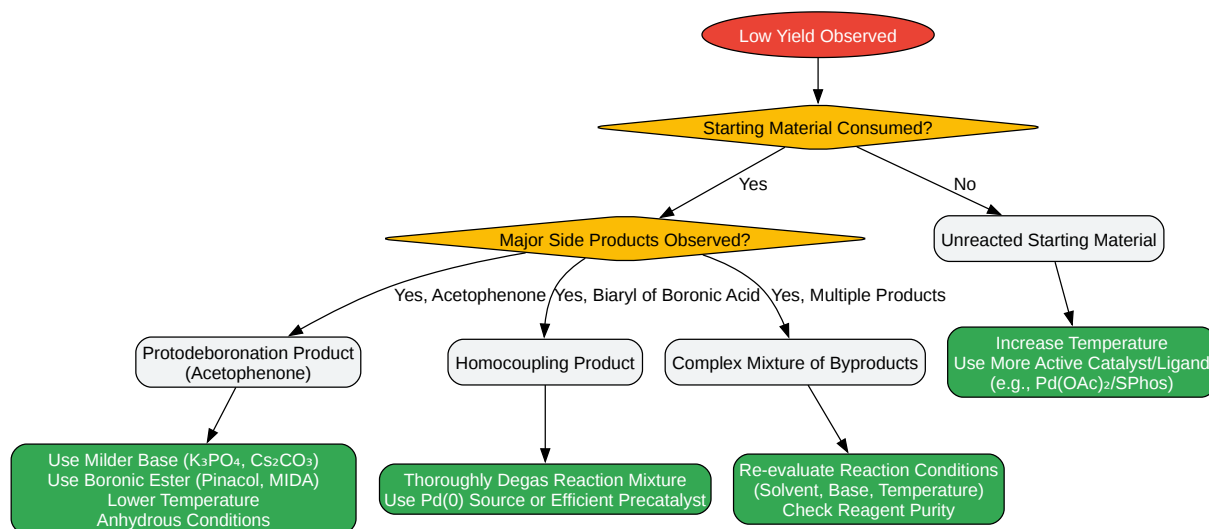 Low Yield Observed
Starting Material Consumed?
Yes
No
Major Side Products Observed?
Unreacted Starting Material
Yes, Acetophenone
Yes, Biaryl of Boronic Acid
Yes, Multiple Products
Protodeboronation Product
(Acetophenone)
Homocoupling Product
Complex Mixture of Byproducts
Increase Temperature
Use More Active Catalyst/Ligand
(e.g., Pd(OAc)₂/SPhos)
Use Milder Base (K₃PO₄, Cs₂CO₃)
Use Boronic Ester (Pinacol, MIDA)
Lower Temperature
Anhydrous Conditions
Thoroughly Degas Reaction Mixture
Use Pd(0) Source or Efficient Precatalyst
Re-evaluate Reaction Conditions
(Solvent, Base, Temperature)
Check Reagent Purity